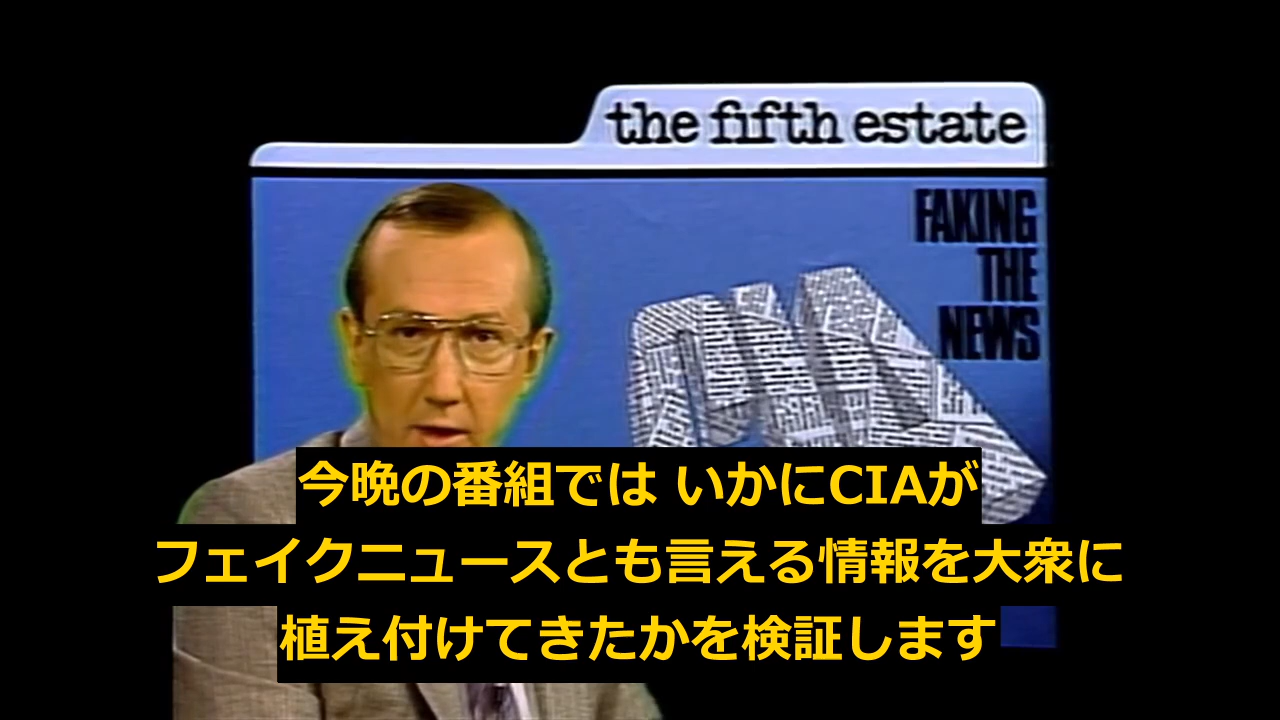 the fifth estate
FAKING
THE
NEWS
CIA
今晩の番組では いかにCIAが
フェイクニュースとも言える情報を大衆に
植え付けてきたかを検証します